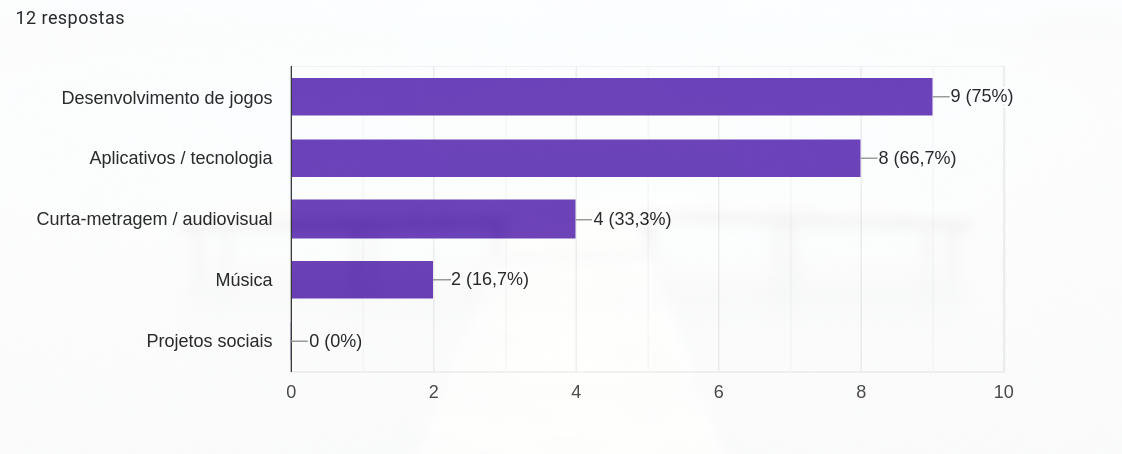 12 respostas
Desenvolvimento de jogos 9 (75%)
Aplicativos / tecnologia 8 (66,7%)
Curta-metragem / audiovisual 4 (33,3%)
Música 2 (16,7%)
Projetos sociais 0 (0%)
0 2 4 6 8 10